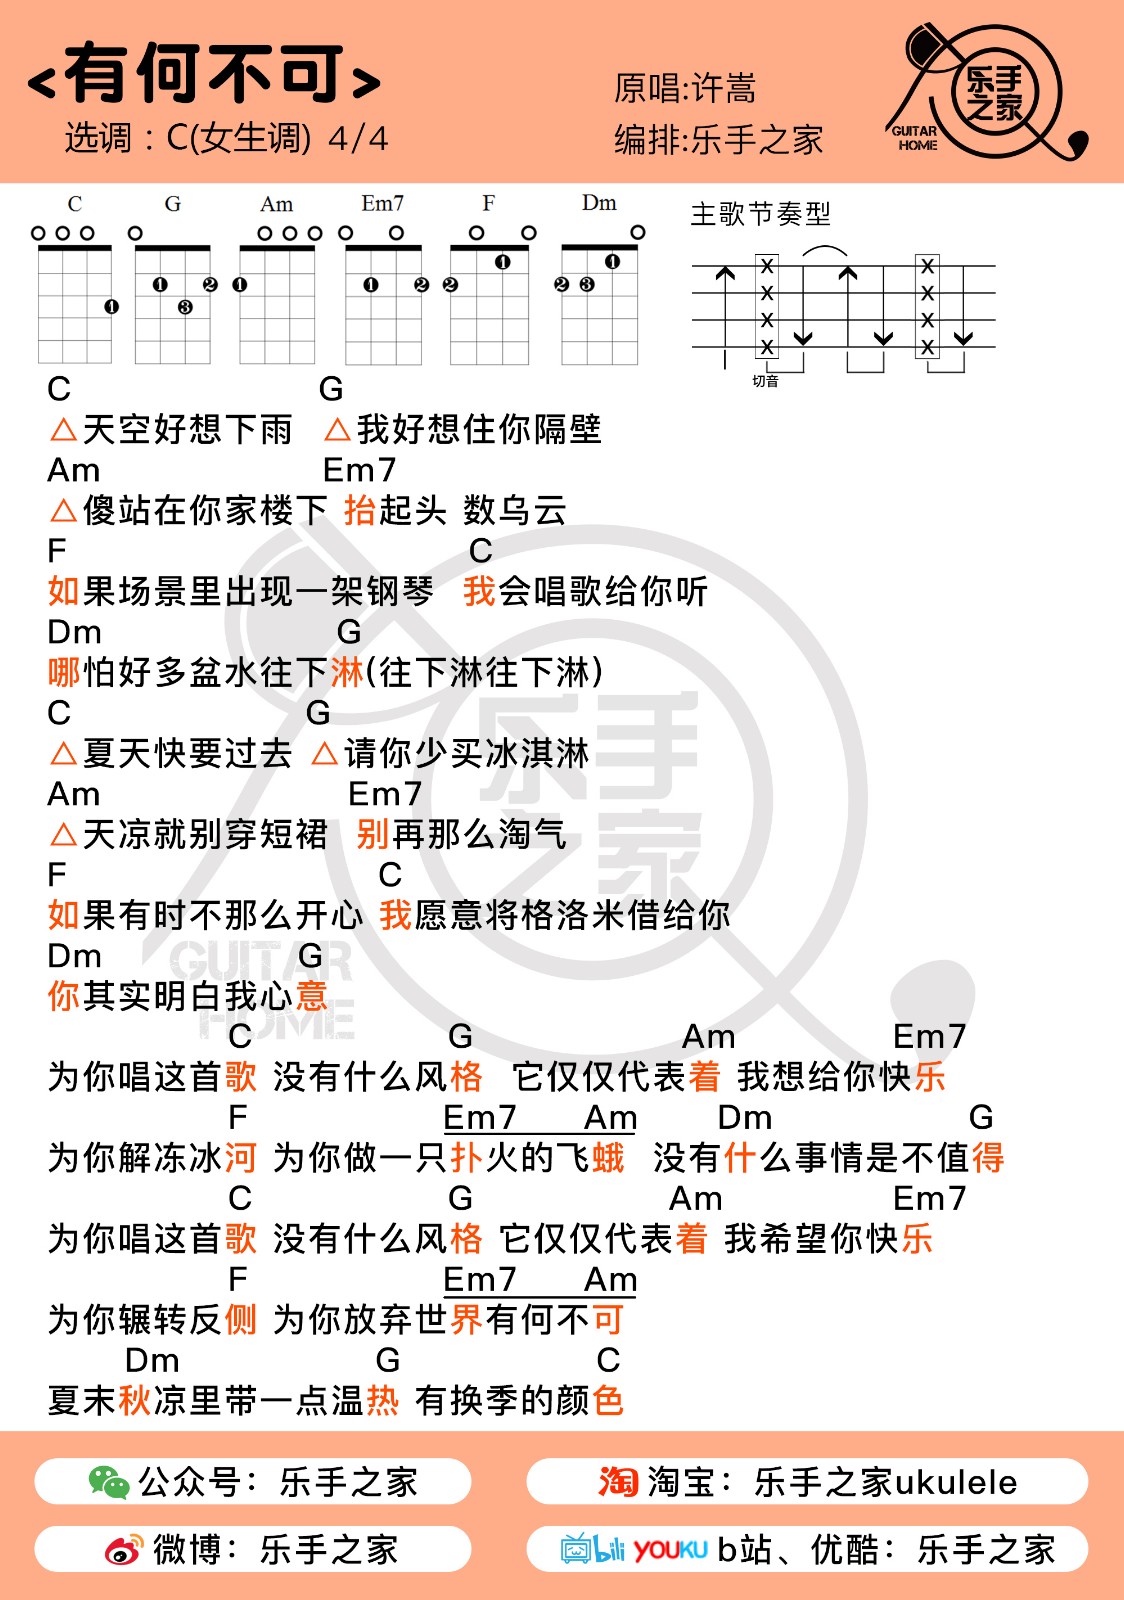 <有何不可>
选调：C(女生调) 4/4
原唱:许嵩
编排:乐手之家
乐手之家
GUITAR HOME
C G Am Em7 F Dm
主歌节奏型
切音
C G
△天空好想下雨 △我好想住你隔壁
Am Em7
△傻站在你家楼下 抬起头 数乌云
F C
如果场景里出现一架钢琴 我会唱歌给你听
Dm G
哪怕好多盆水往下淋(往下淋往下淋)
C G
△夏天快要过去 △请你少买冰淇淋
Am Em7
△天凉就别穿短裙 别再那么淘气
F C
如果有时不那么开心 我愿意将格洛米借给你
Dm G
你其实明白我心意
C G Am Em7
为你唱这首歌 没有什么风格 它仅仅代表着 我想给你快乐
F Em7 Am Dm G
为你解冻冰河 为你做一只扑火的飞蛾 没有什么事情是不值得
C G Am Em7
为你唱这首歌 没有什么风格 它仅仅代表着 我希望你快乐
F Em7 Am
为你辗转反侧 为你放弃世界有何不可
Dm G C
夏末秋凉里带一点温热 有换季的颜色
乐手之家
GUITAR HOME
公众号：乐手之家
淘 淘宝：乐手之家ukulele
微博：乐手之家
bili YOUKU b站、优酷：乐手之家